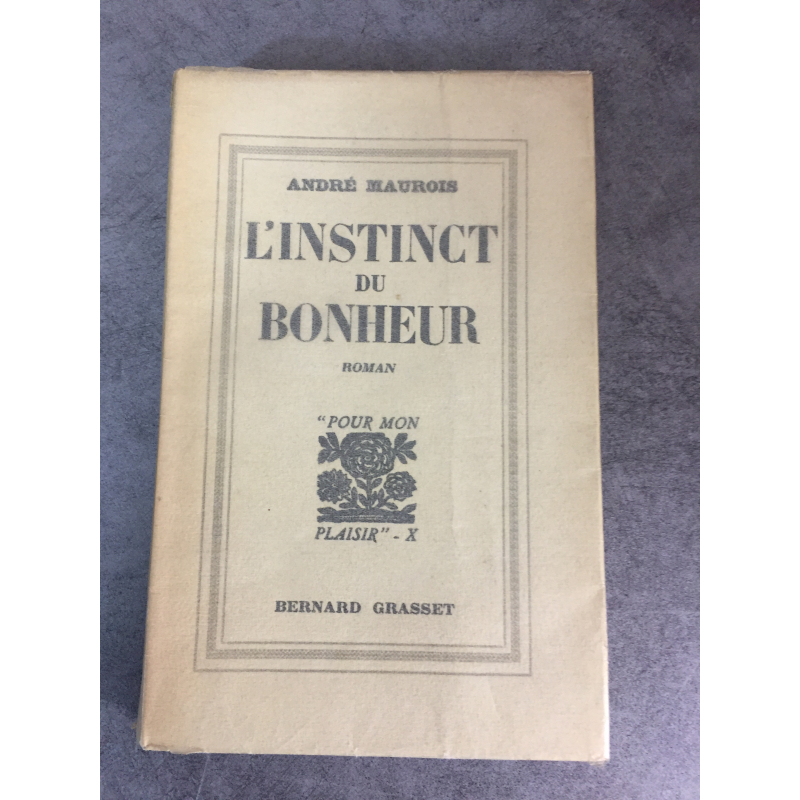 ANDRÉ MAUROIS
L'INSTINCT
DU
BONHEUR
ROMAN
"POUR MON
PLAISIR" - X
BERNARD GRASSET